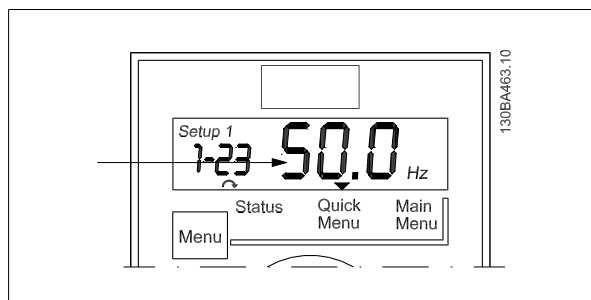 130BA463.10
Setup 1
1-23 50.0 Hz
Status Quick Menu Main Menu
Menu